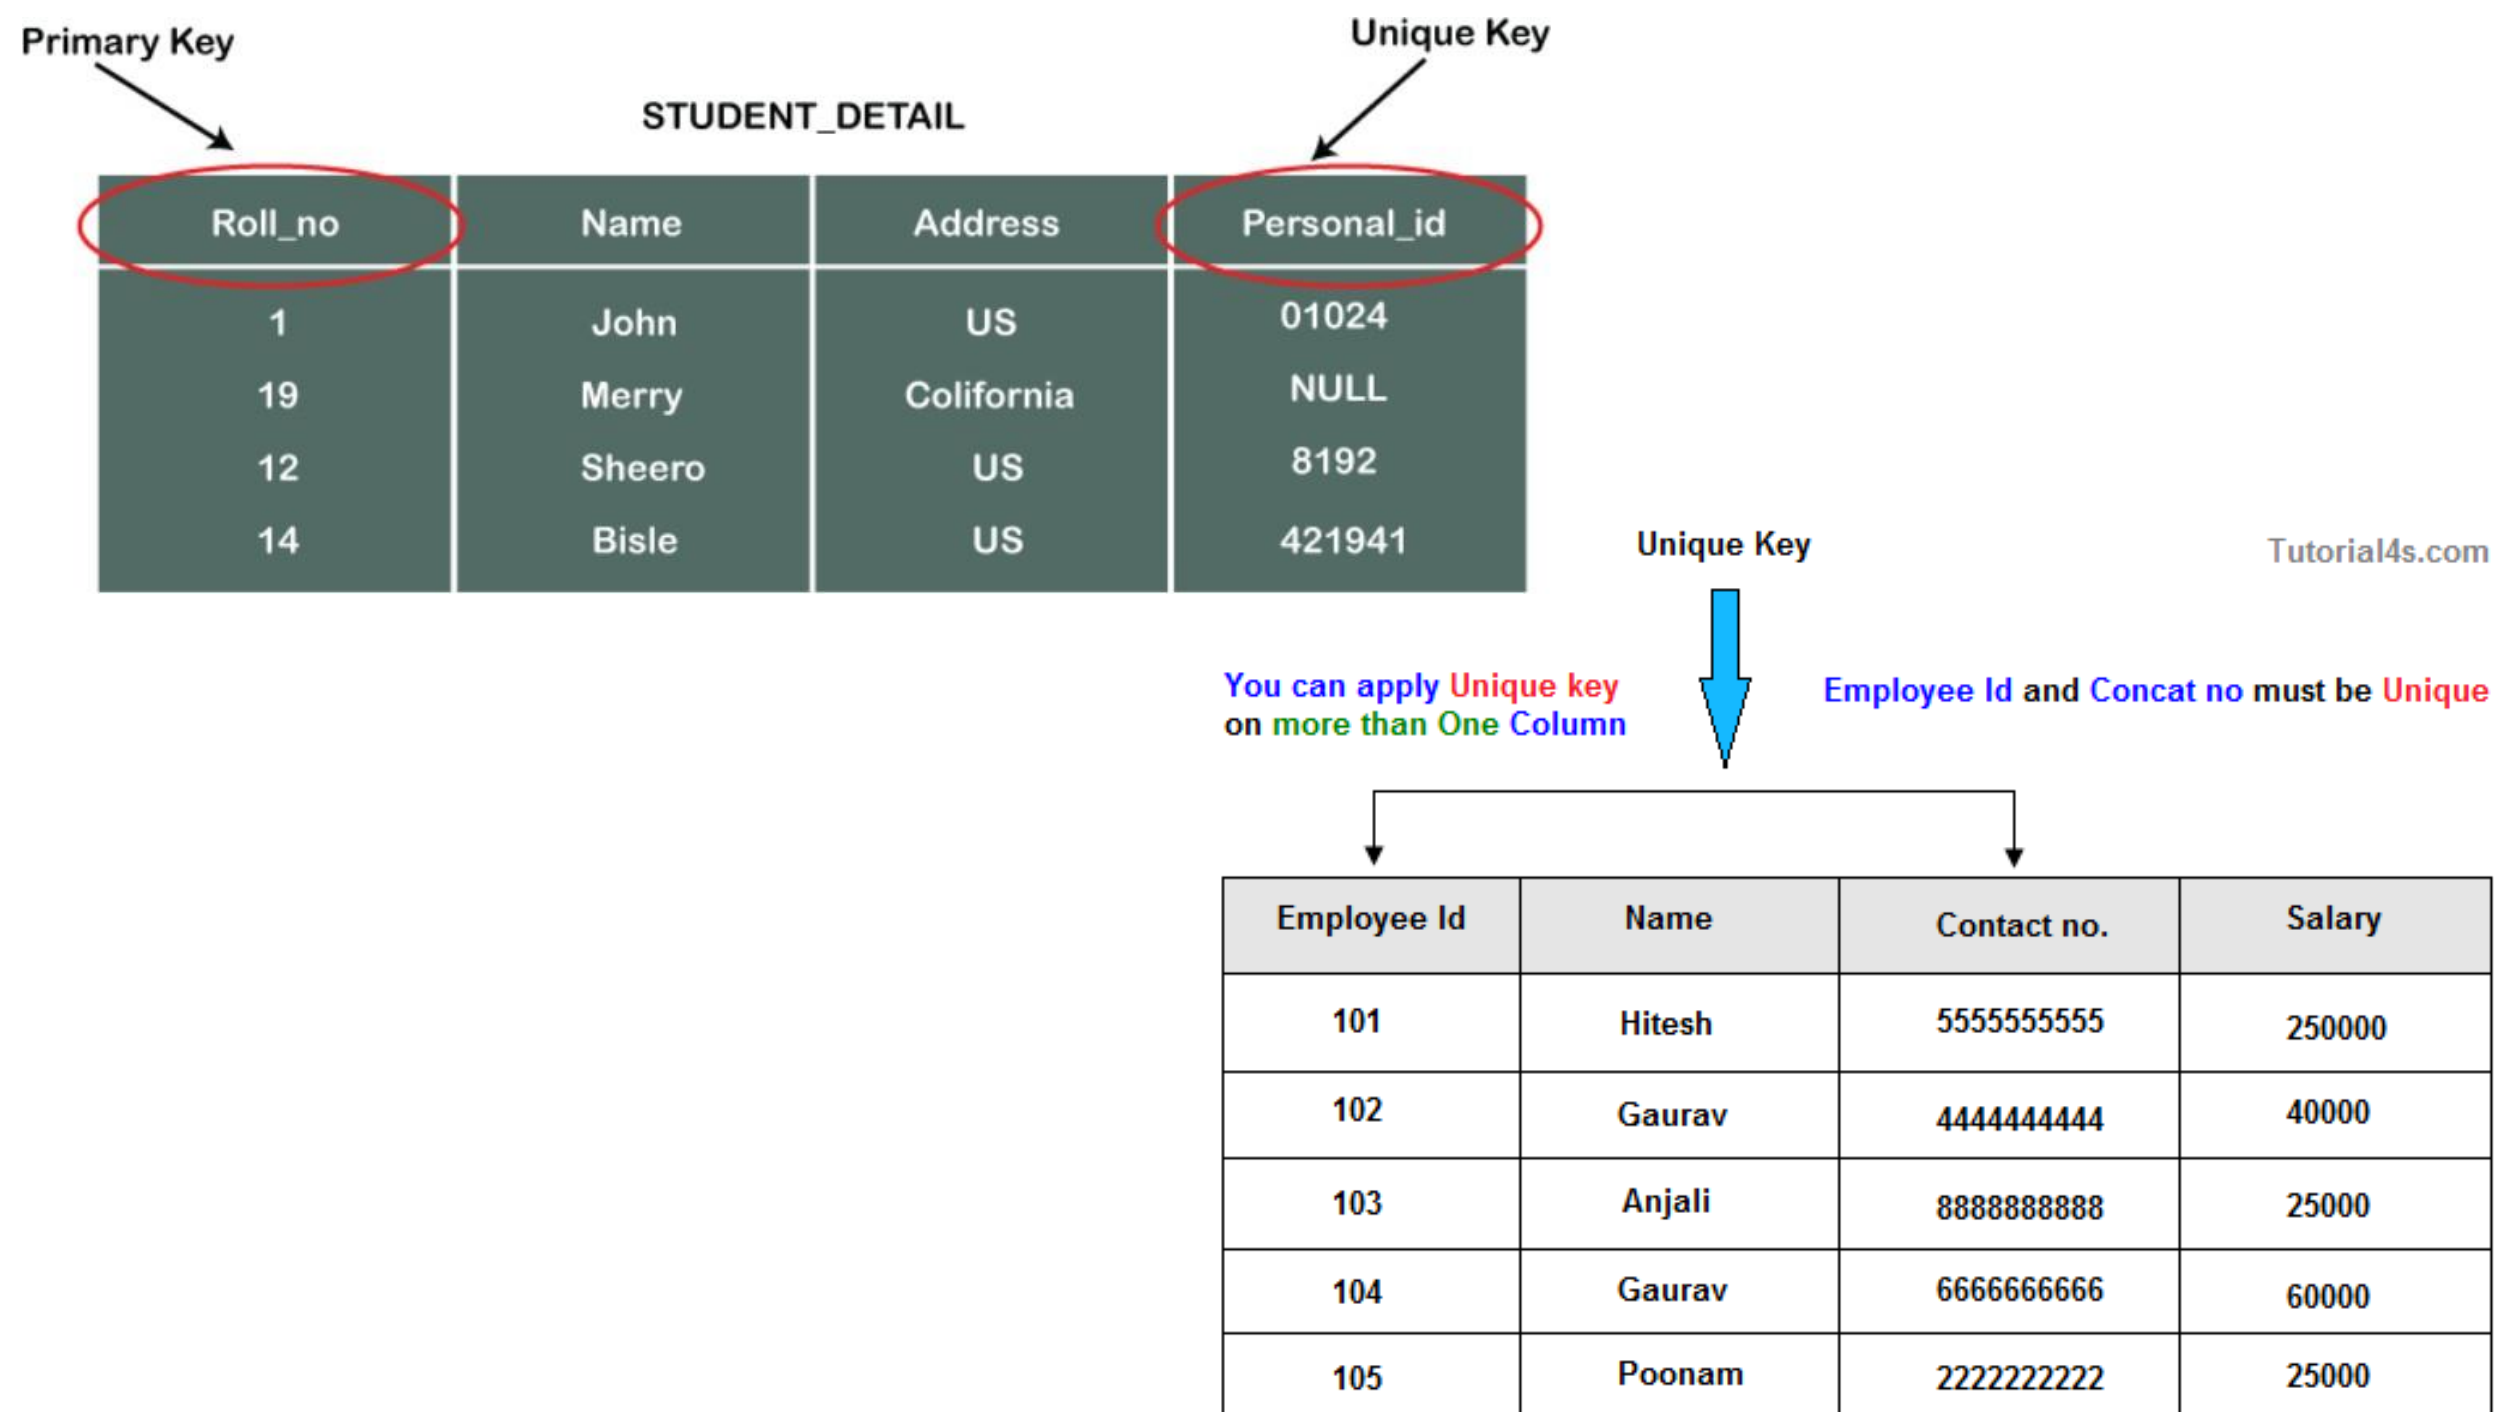 Primary Key
Unique Key
STUDENT_DETAIL
Roll_no Name Address Personal_id
1 John US 01024
19 Merry Colifornia NULL
12 Sheero US 8192
14 Bisle US 421941
Unique Key
Tutorial4s.com
You can apply Unique key
on more than One Column
Employee Id and Concat no must be Unique
Employee Id Name Contact no. Salary
101 Hitesh 5555555555 250000
102 Gaurav 4444444444 40000
103 Anjali 8888888888 25000
104 Gaurav 6666666666 60000
105 Poonam 2222222222 25000